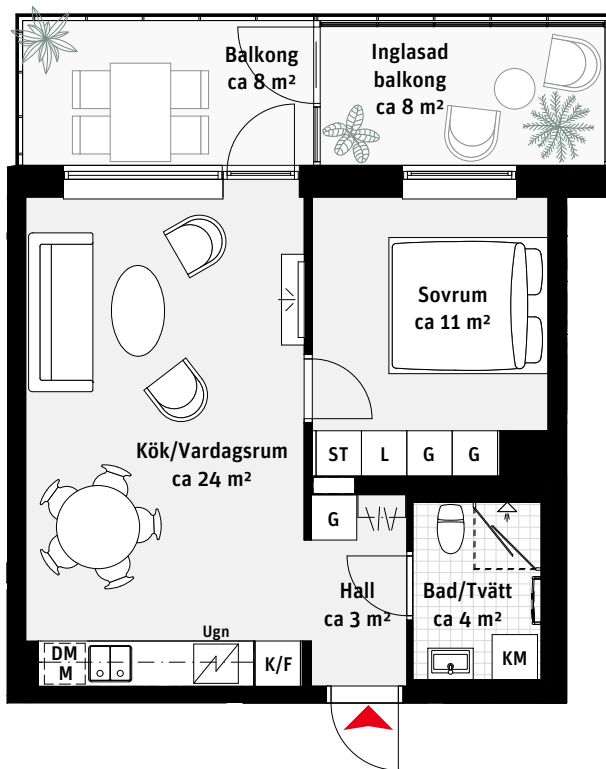 Balkong
ca 8 m²
Inglasad
balkong
ca 8 m²
Sovrum
ca 11 m²
Kök/Vardagsrum
ca 24 m²
ST
L
G
G
G
Hall
ca 3 m²
Bad/Tvätt
ca 4 m²
Ugn
DM
M
K/F
KM